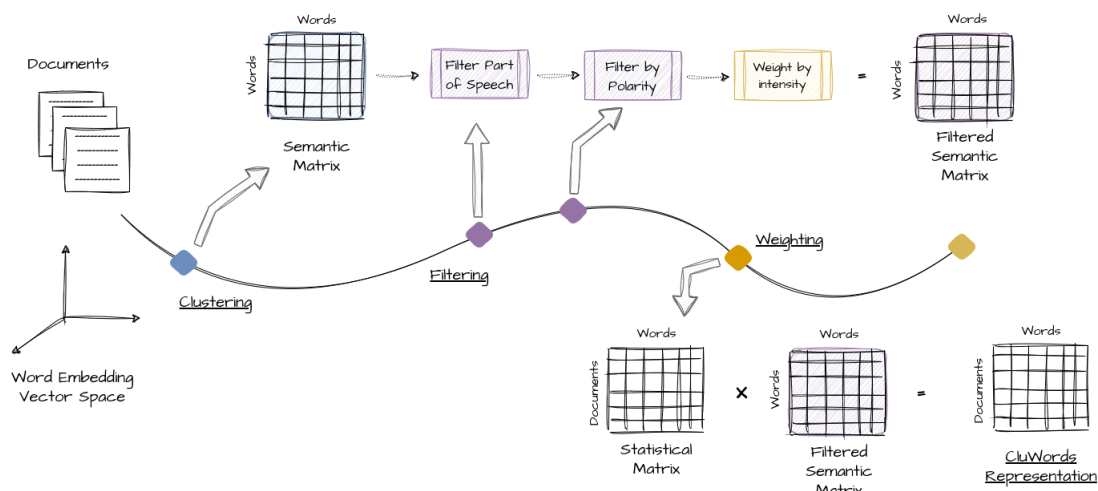 Documents
Words
Words
Semantic
Matrix
Filter Part
of Speech
Filter by
Polarity
Weight by
intensity
=
Words
Words
Filtered
Semantic
Matrix
Clustering
Filtering
Weighting
Word Embedding
Vector Space
Words
Documents
Statistical
Matrix
x
Words
Words
Filtered
Semantic
Matrix
=
Words
Documents
CluWords
Representation